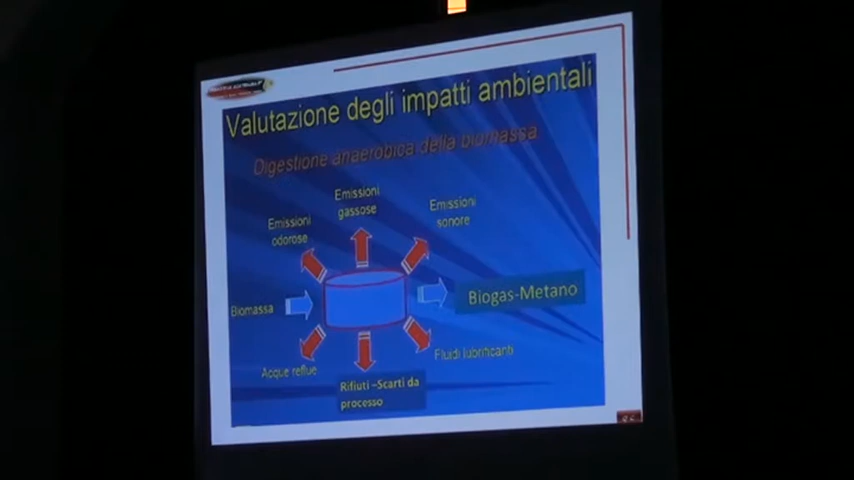 Valutazione degli impatti ambientali
Digestione anaerobica della biomassa
Emissioni
gassose
Emissioni
sonore
Emissioni
odorose
Biomassa
Biogas-Metano
Fluidi lubrificanti
Acque reflue
Rifiuti –Scarti da
processo